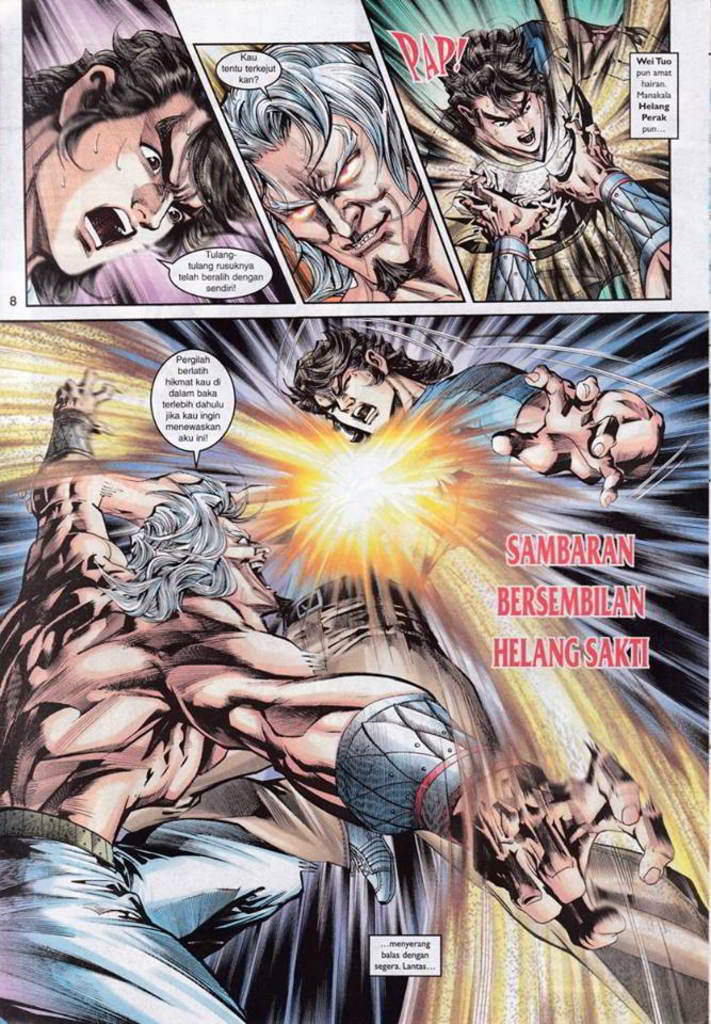 Kau
tentu terkejut
kan?
Tulang-
tulang rusuknya
telah beralih dengan
sendiri!
PAP!
Wei Tuo
pun amat
hairan.
Manakala
Helang
Perak
pun...
8
Pergilah
berlatih
hikmat kau di
dalam baka
terlebih dahulu
jika kau ingin
menewaskan
aku ini!
SAMBARAN
BERSEMBILAN
HELANG SAKTI
...menyerang
balas dengan
segera. Lantas...